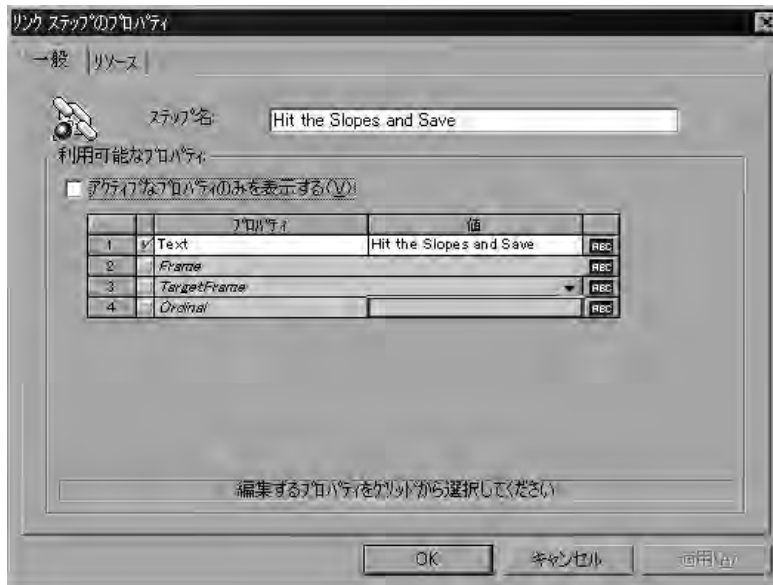 リンク ステップのプロパティ
一般 リソース
ステップ名: Hit the Slopes and Save
利用可能なプロパティ:
アクティブなプロパティのみを表示する(V)
プロパティ 値
1 Text Hit the Slopes and Save ABC
2 Frame ABC
3 TargetFrame ABC
4 Ordinal ABC
編集するプロパティをグリッドから選択してください
OK キャンセル 適用(A)